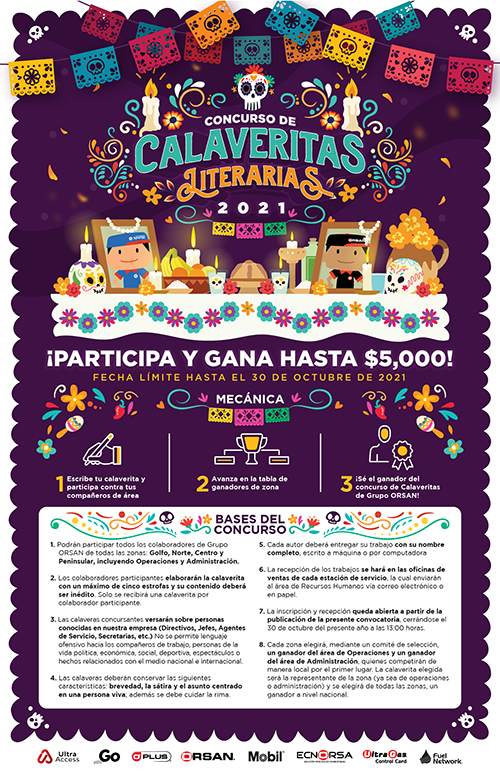 CONCURSO DE
CALAVERITAS
LITERARIAS
2021
ORSAN
¡PARTICIPA Y GANA HASTA $5,000!
FECHA LÍMITE HASTA EL 30 DE OCTUBRE DE 2021
MECÁNICA
1 Escribe tu calaverita y
participa contra tus
compañeros de área
2 Avanza en la tabla de
ganadores de zona
3 ¡Sé el ganador del
concurso de Calaveritas
de Grupo ORSAN!
BASES DEL
CONCURSO
1. Podrán participar todos los colaboradores de Grupo
ORSAN de todas las zonas: Golfo, Norte, Centro y
Peninsular, incluyendo Operaciones y Administración.
2. Los colaboradores participantes elaborarán la calaverita
con un máximo de cinco estrofas y su contenido deberá
ser inédito. Solo se recibirá una calaverita por
colaborador participante.
3. Las calaveras concursantes versarán sobre personas
conocidas en nuestra empresa (Directivos, Jefes, Agentes
de Servicio, Secretarias, etc.) No se permite lenguaje
ofensivo hacia los compañeros de trabajo, personas de la
vida política, económica, social, deportiva, espectáculos o
hechos relacionados con el medio nacional e internacional.
4. Las calaveras deberán conservar las siguientes
características: brevedad, la sátira y el asunto centrado
en una persona viva; además se debe cuidar la rima.
5. Cada autor deberá entregar su trabajo con su nombre
completo, escrito a máquina o por computadora
6. La recepción de los trabajos se hará en las oficinas de
ventas de cada estación de servicio, la cual enviarán
al área de Recursos Humanos vía correo electrónico o
en papel.
7. La inscripción y recepción queda abierta a partir de la
publicación de la presente convocatoria, cerrándose el
30 de octubre del presente año a las 13:00 horas.
8. Cada zona elegirá, mediante un comité de selección,
un ganador del área de Operaciones y un ganador
del área de Administración, quienes competirán de
manera local por el primer lugar. La calaverita elegida
será la representante de la zona (ya sea de operaciones
o administración) y se elegirá de todas las zonas, un
ganador a nivel nacional.
Ultra
Access
Go
PLUS
ORSAN.
Mobil
ECNORSA
UltraGas
Control Card
Fuel
Network.